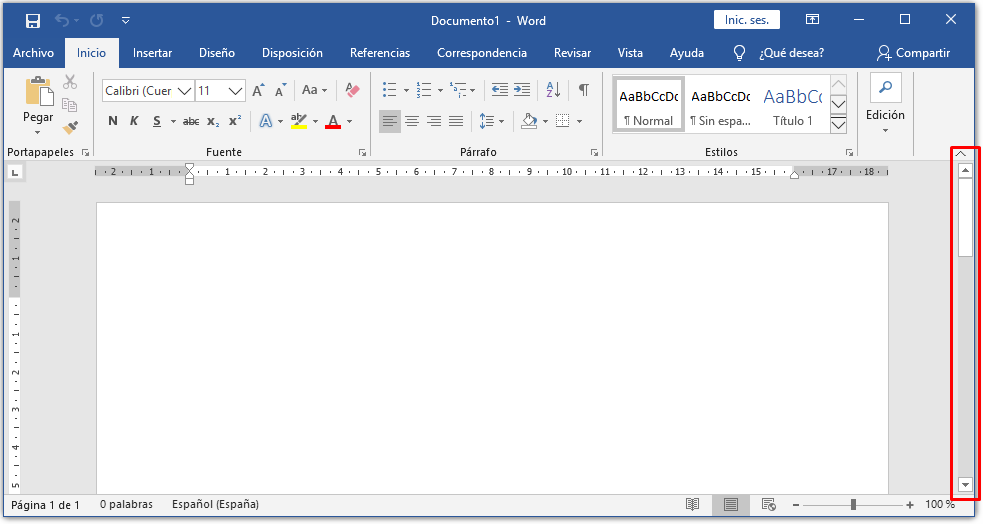 Documento1 - Word
Inic. ses.
Archivo Inicio Insertar Diseño Disposición Referencias Correspondencia Revisar Vista Ayuda ¿Qué desea? Compartir
Calibri (Cuer 11 Aa AaBbCcDc AaBbCcDc AaBbCcC
Pegar N K S abc x₂ x² A ab A ¶ Normal ¶ Sin espa... Título 1 Edición
Portapapeles Fuente Párrafo Estilos
2 1 1 2 3 4 5 6 7 8 9 10 11 12 13 14 15 17 18
2
1
1
2
3
4
5
Página 1 de 1 0 palabras Español (España) 100 %